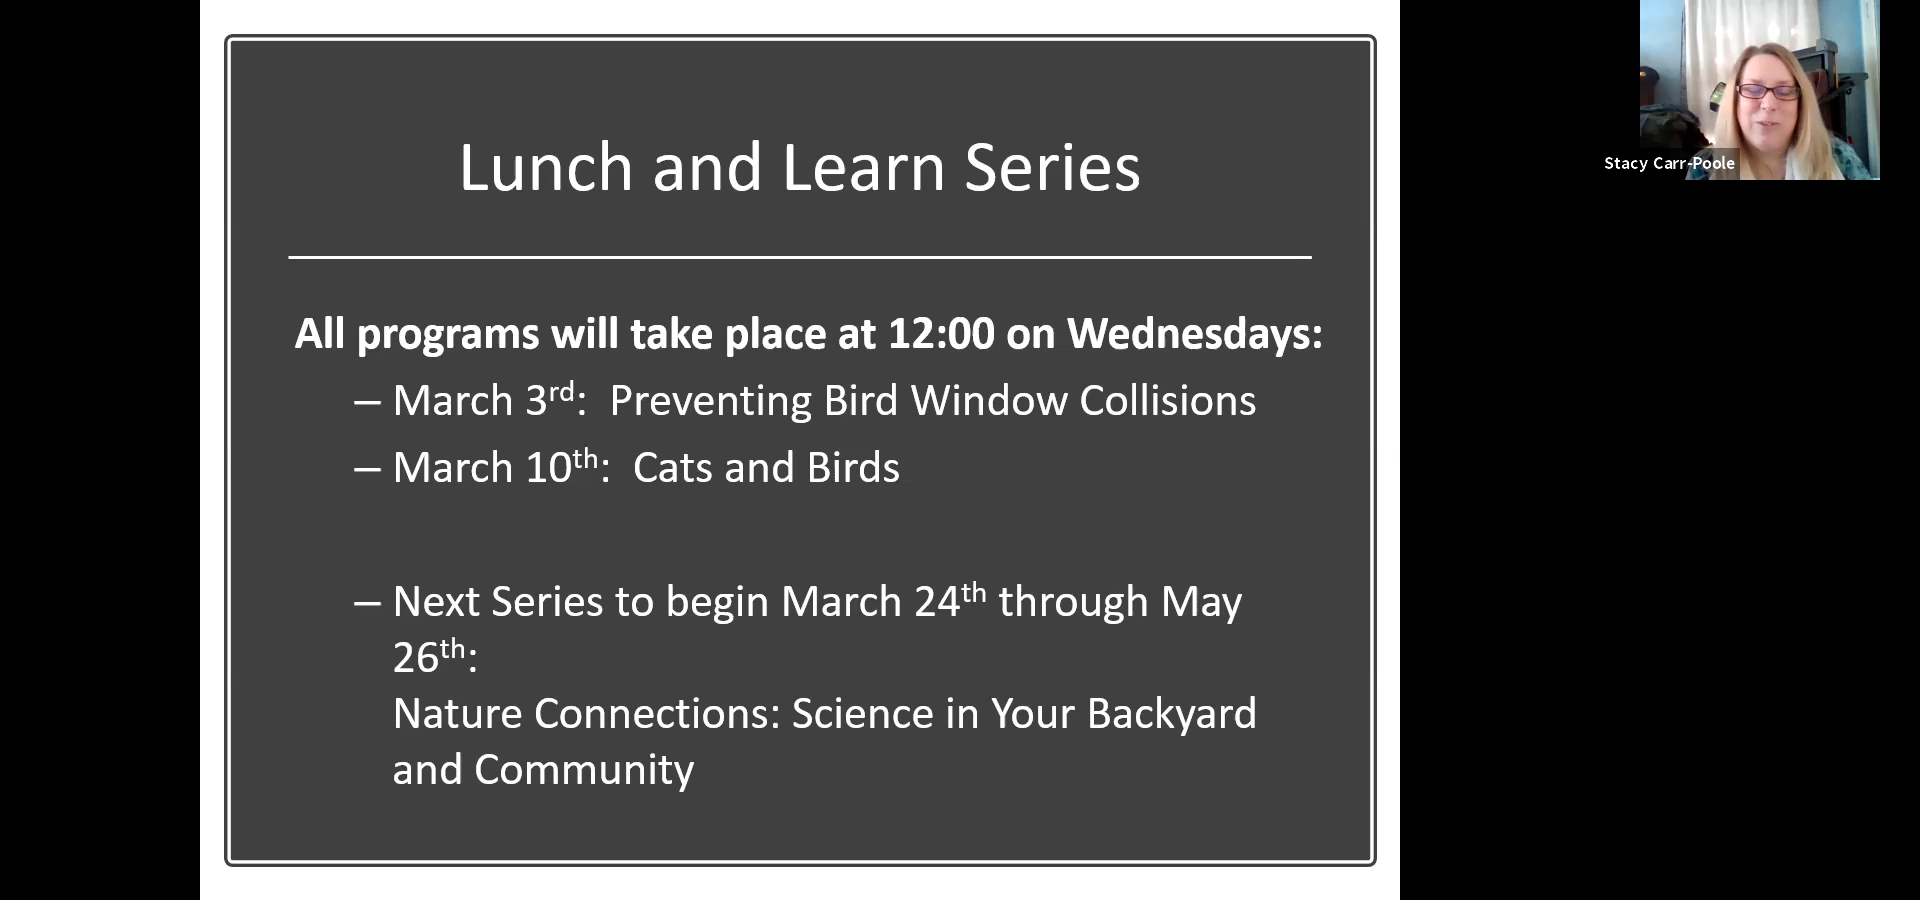 Lunch and Learn Series
Stacy Carr-Poole
All programs will take place at 12:00 on Wednesdays:
– March 3rd:  Preventing Bird Window Collisions
– March 10th:  Cats and Birds
– Next Series to begin March 24th through May
26th:
Nature Connections: Science in Your Backyard
and Community